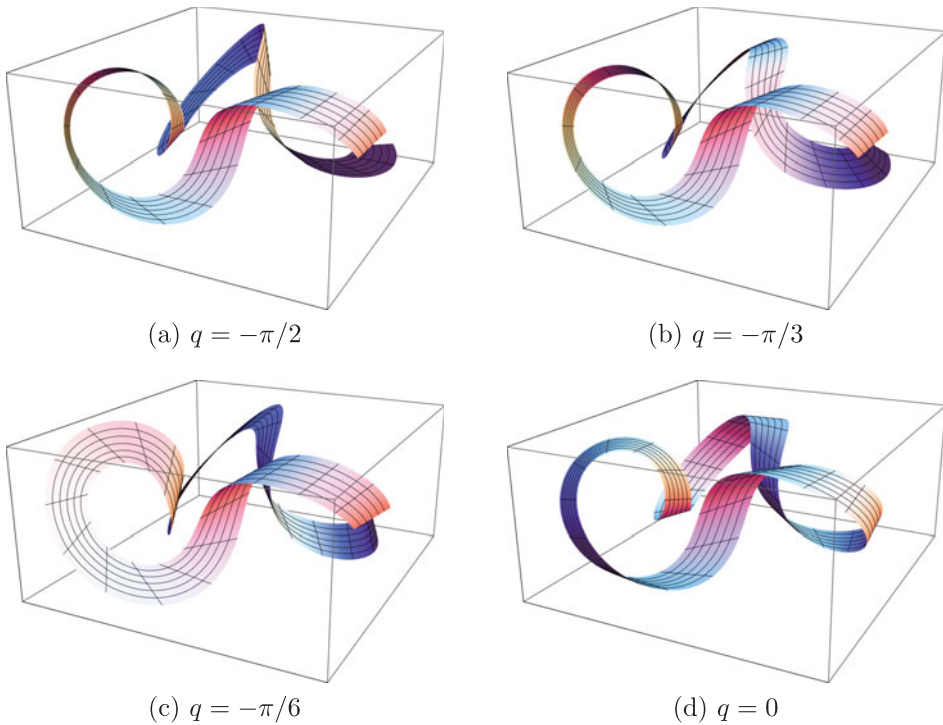 (a) q = −π/2
(b) q = −π/3
(c) q = −π/6
(d) q = 0